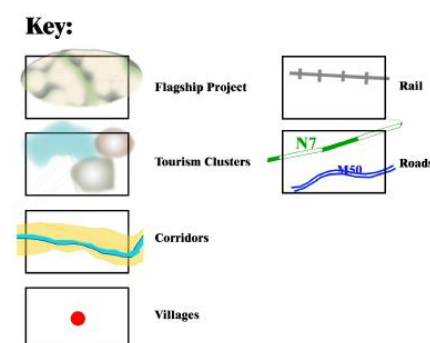 Key:
Flagship Project
Rail
N7
Tourism Clusters
M50
Roads
Corridors
Villages